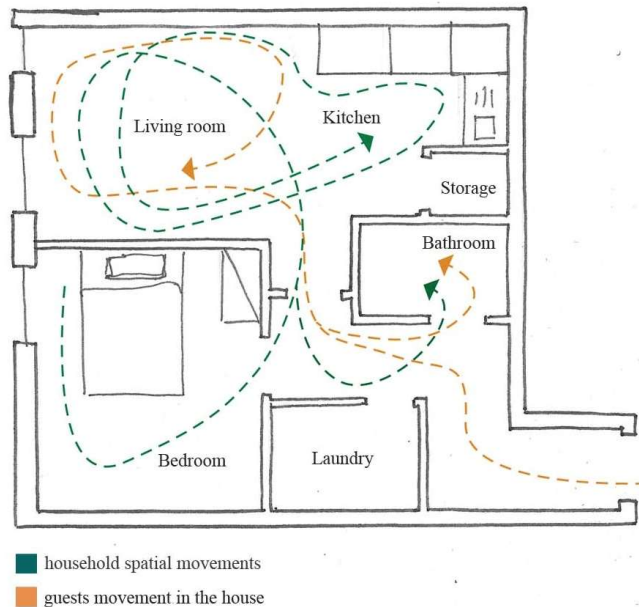 Living room
Kitchen
Storage
Bathroom
Bedroom
Laundry
household spatial movements
guests movement in the house